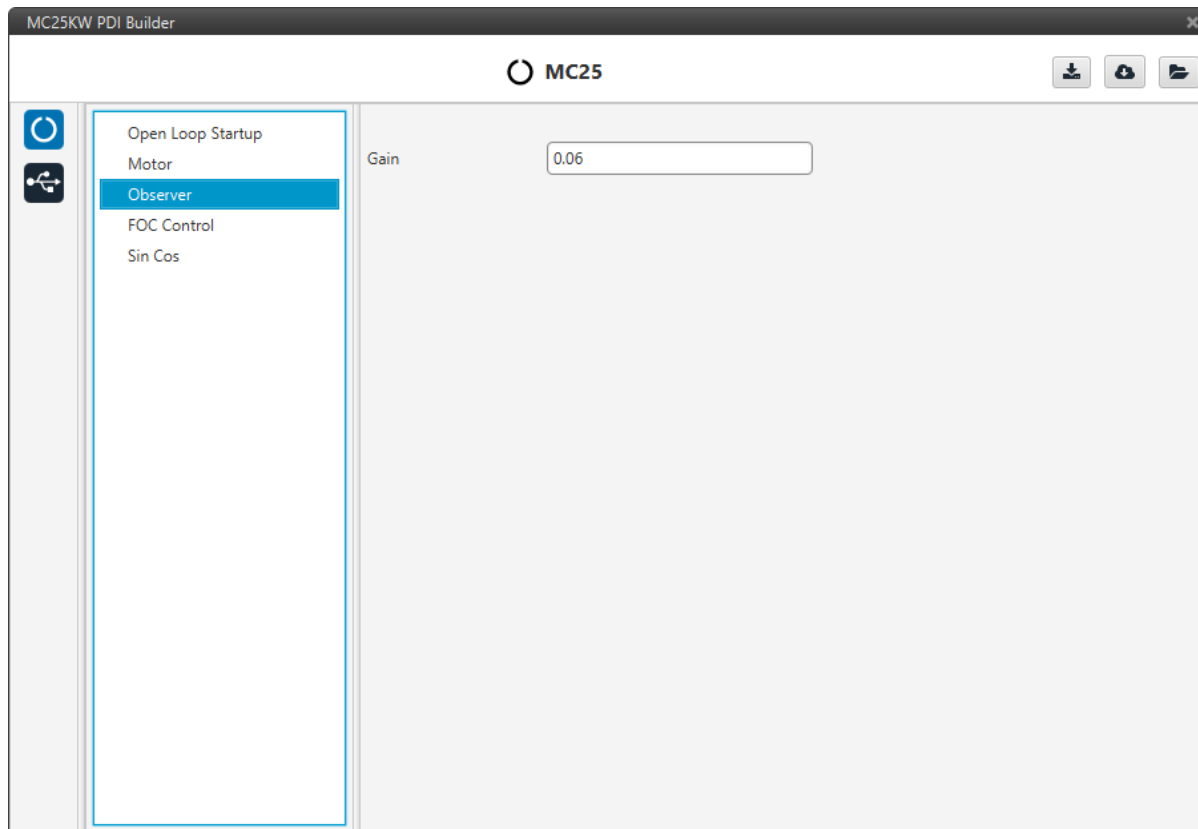 MC25KW PDI Builder
MC25
Open Loop Startup
Motor
Observer
FOC Control
Sin Cos
Gain
0.06